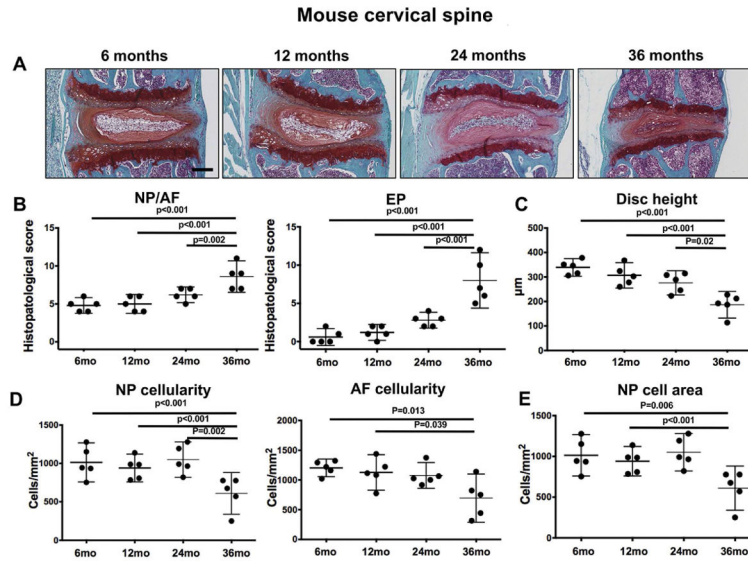 Mouse cervical spine
6 months 12 months 24 months 36 months
A
B
NP/AF
p<0.001
p<0.001
p=0.002
Histopatological score
15
10
5
0
6mo 12mo 24mo 36mo
EP
p<0.001
p<0.001
p<0.001
Histopatological score
15
10
5
0
6mo 12mo 24mo 36mo
C
Disc height
p<0.001
p<0.001
P=0.02
µm
400
300
200
100
0
6mo 12mo 24mo 36mo
D
NP cellularity
p<0.001
p<0.001
P=0.002
Cells/mm²
1500
1000
500
0
6mo 12mo 24mo 36mo
AF cellularity
P=0.013
P=0.039
Cells/mm²
2000
1500
1000
500
0
6mo 12mo 24mo 36mo
E
NP cell area
P=0.006
p<0.001
Cells/mm²
1500
1000
500
0
6mo 12mo 24mo 36mo